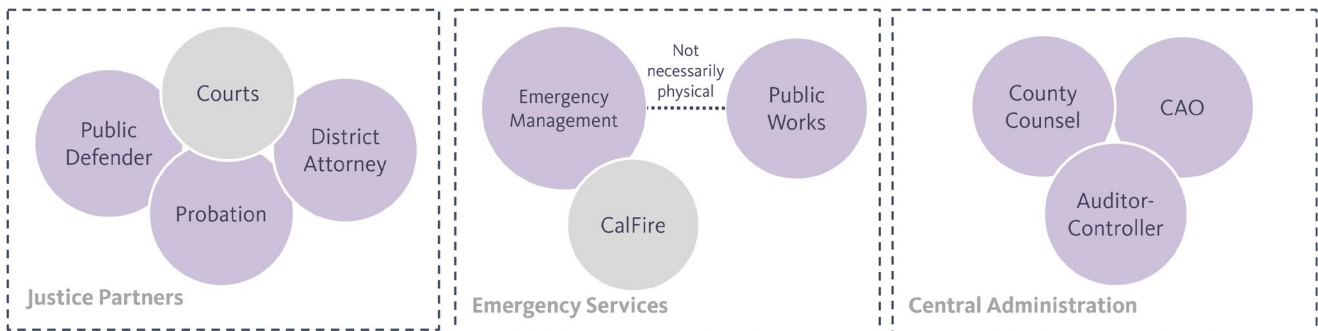 Courts
Public
Defender
District
Attorney
Probation
Justice Partners
Emergency
Management
Not
necessarily
physical
Public
Works
CalFire
Emergency Services
County
Counsel
CAO
Auditor-
Controller
Central Administration